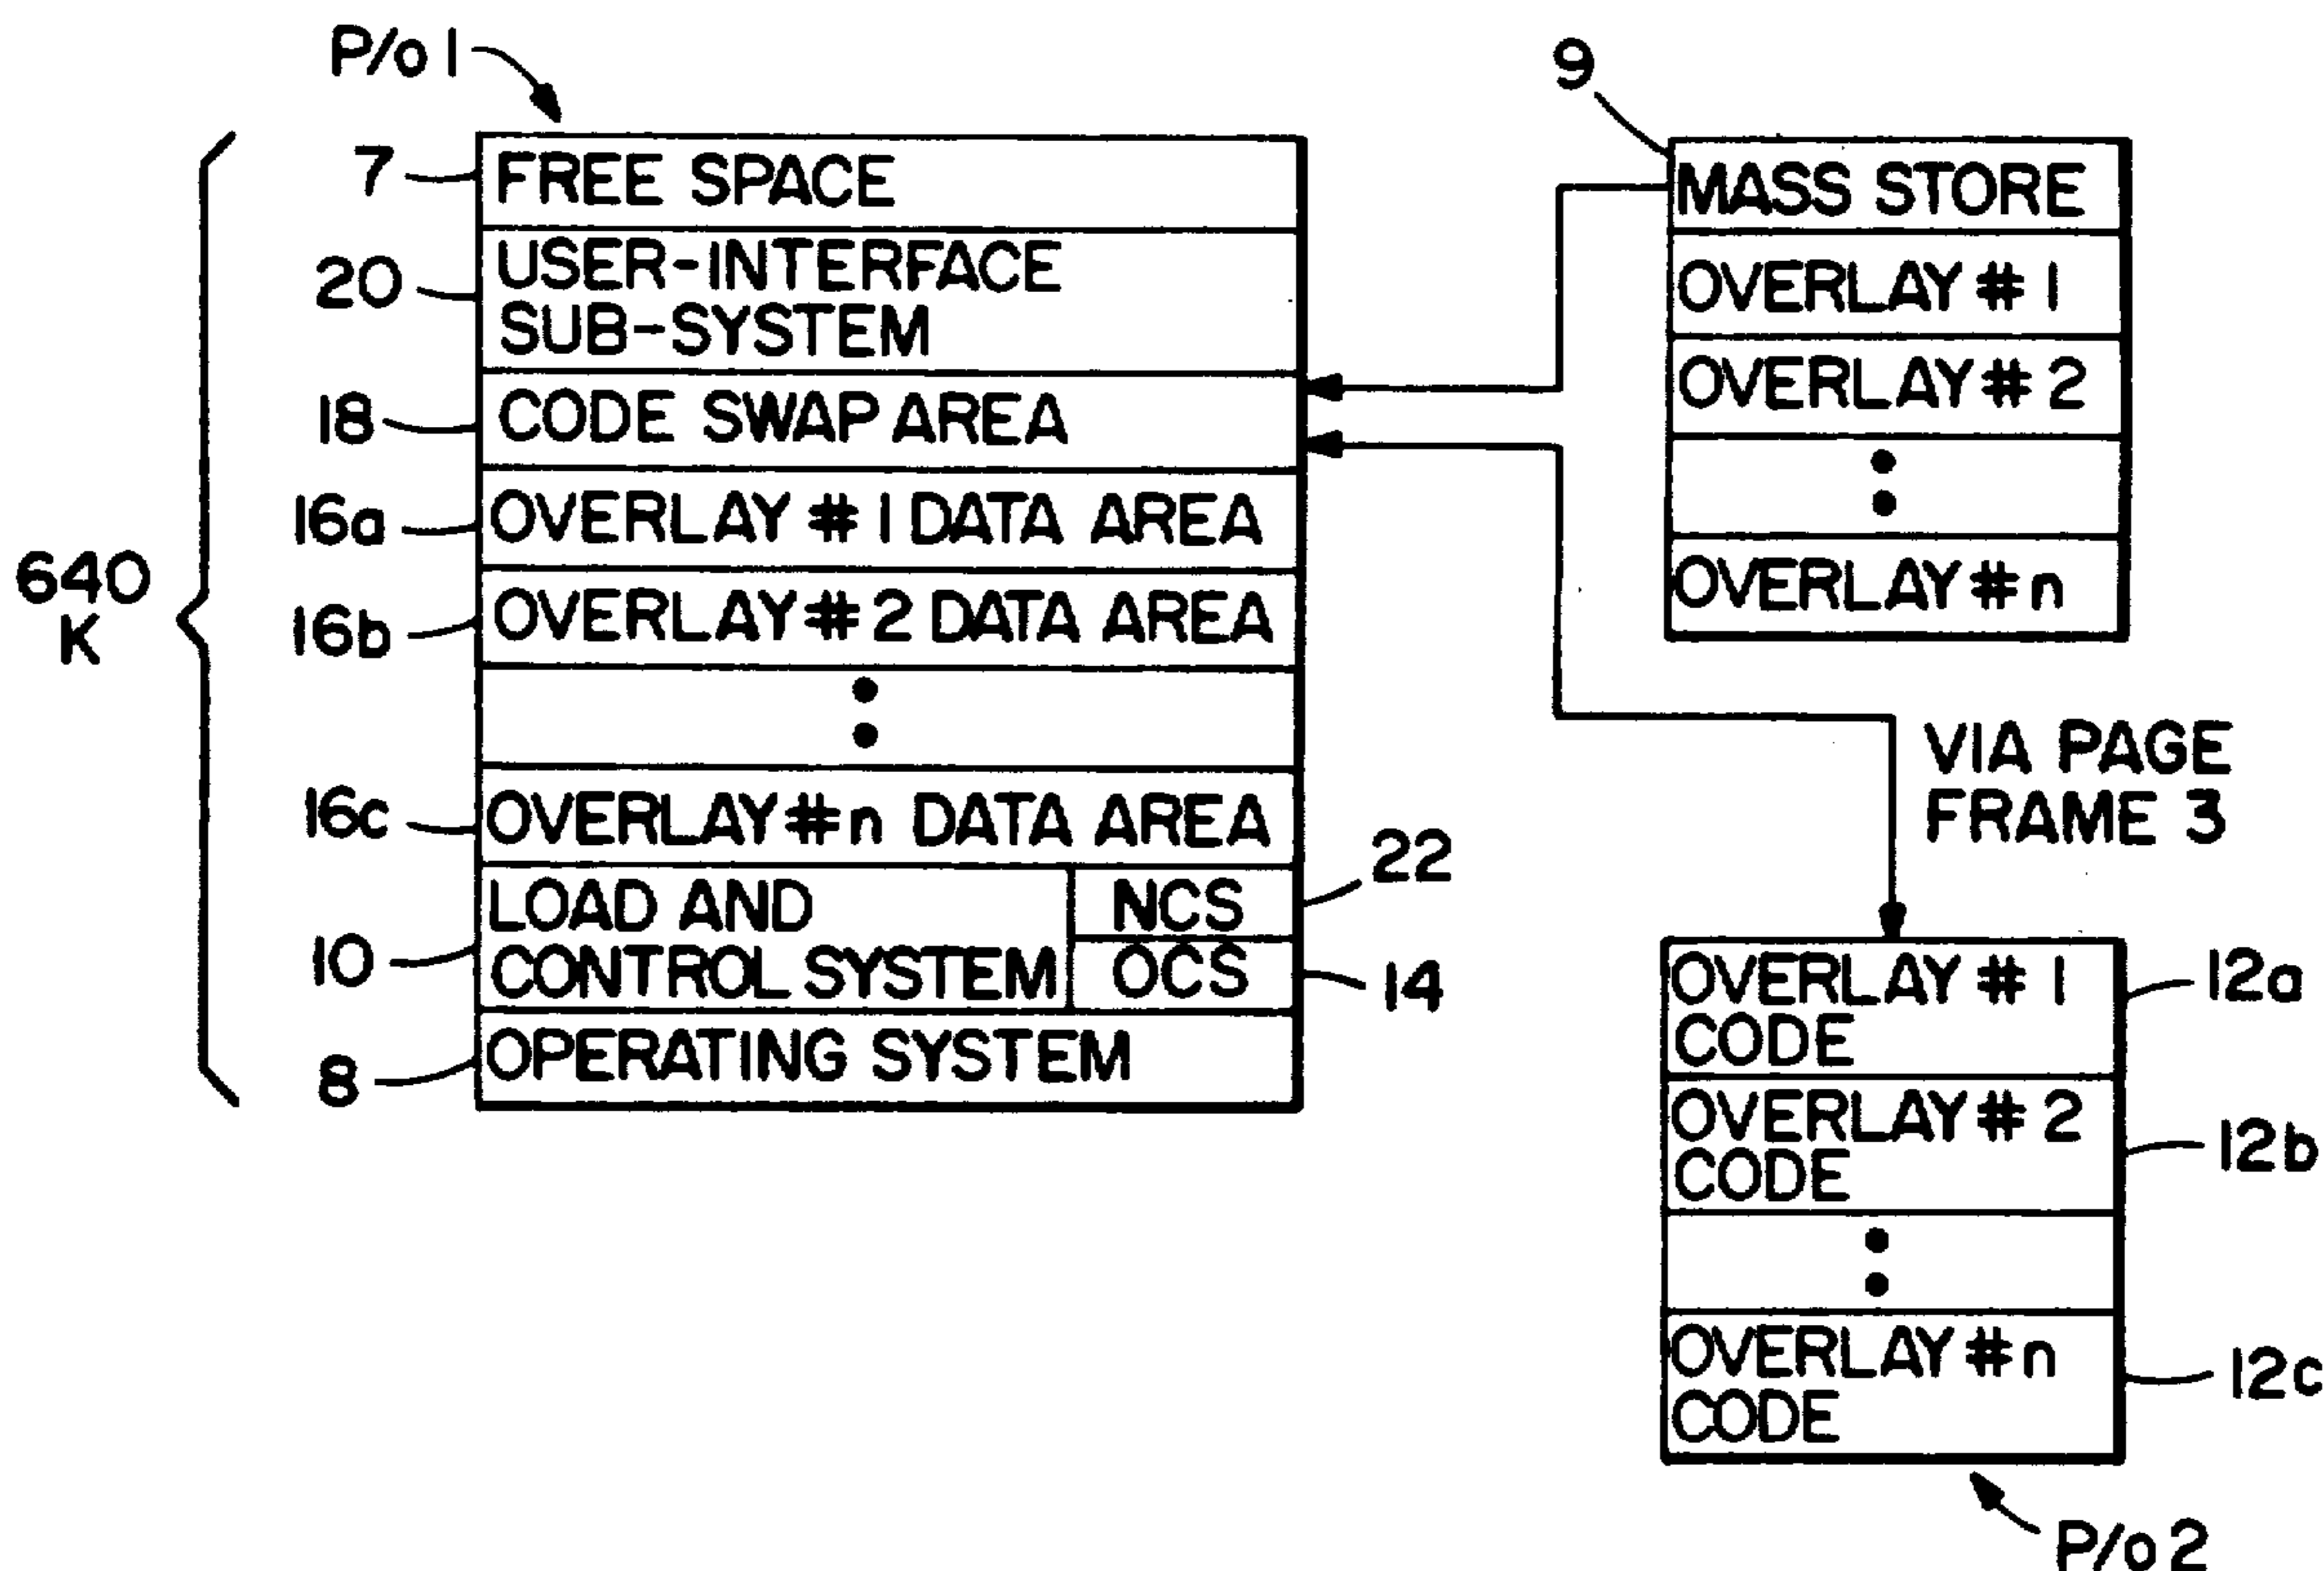 P/o 1
640
K
7
FREE SPACE
20
USER-INTERFACE
SUB-SYSTEM
18
CODE SWAP AREA
16a
OVERLAY # 1 DATA AREA
16b
OVERLAY # 2 DATA AREA
16c
OVERLAY # n DATA AREA
10
LOAD AND
CONTROL SYSTEM
NCS
22
OCS
14
8
OPERATING SYSTEM
9
MASS STORE
OVERLAY # 1
OVERLAY # 2
OVERLAY # n
VIA PAGE
FRAME 3
OVERLAY # 1
CODE
12a
OVERLAY # 2
CODE
12b
OVERLAY # n
CODE
12c
P/o 2